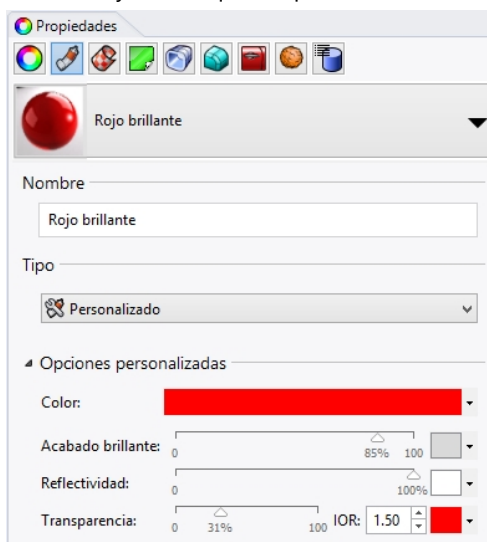 Propiedades
Rojo brillante
Nombre
Rojo brillante
Tipo
Personalizado
Opciones personalizadas
Color:
Acabado brillante: 0 85% 100
Reflectividad: 0 100%
Transparencia: 0 31% 100 IOR: 1.50